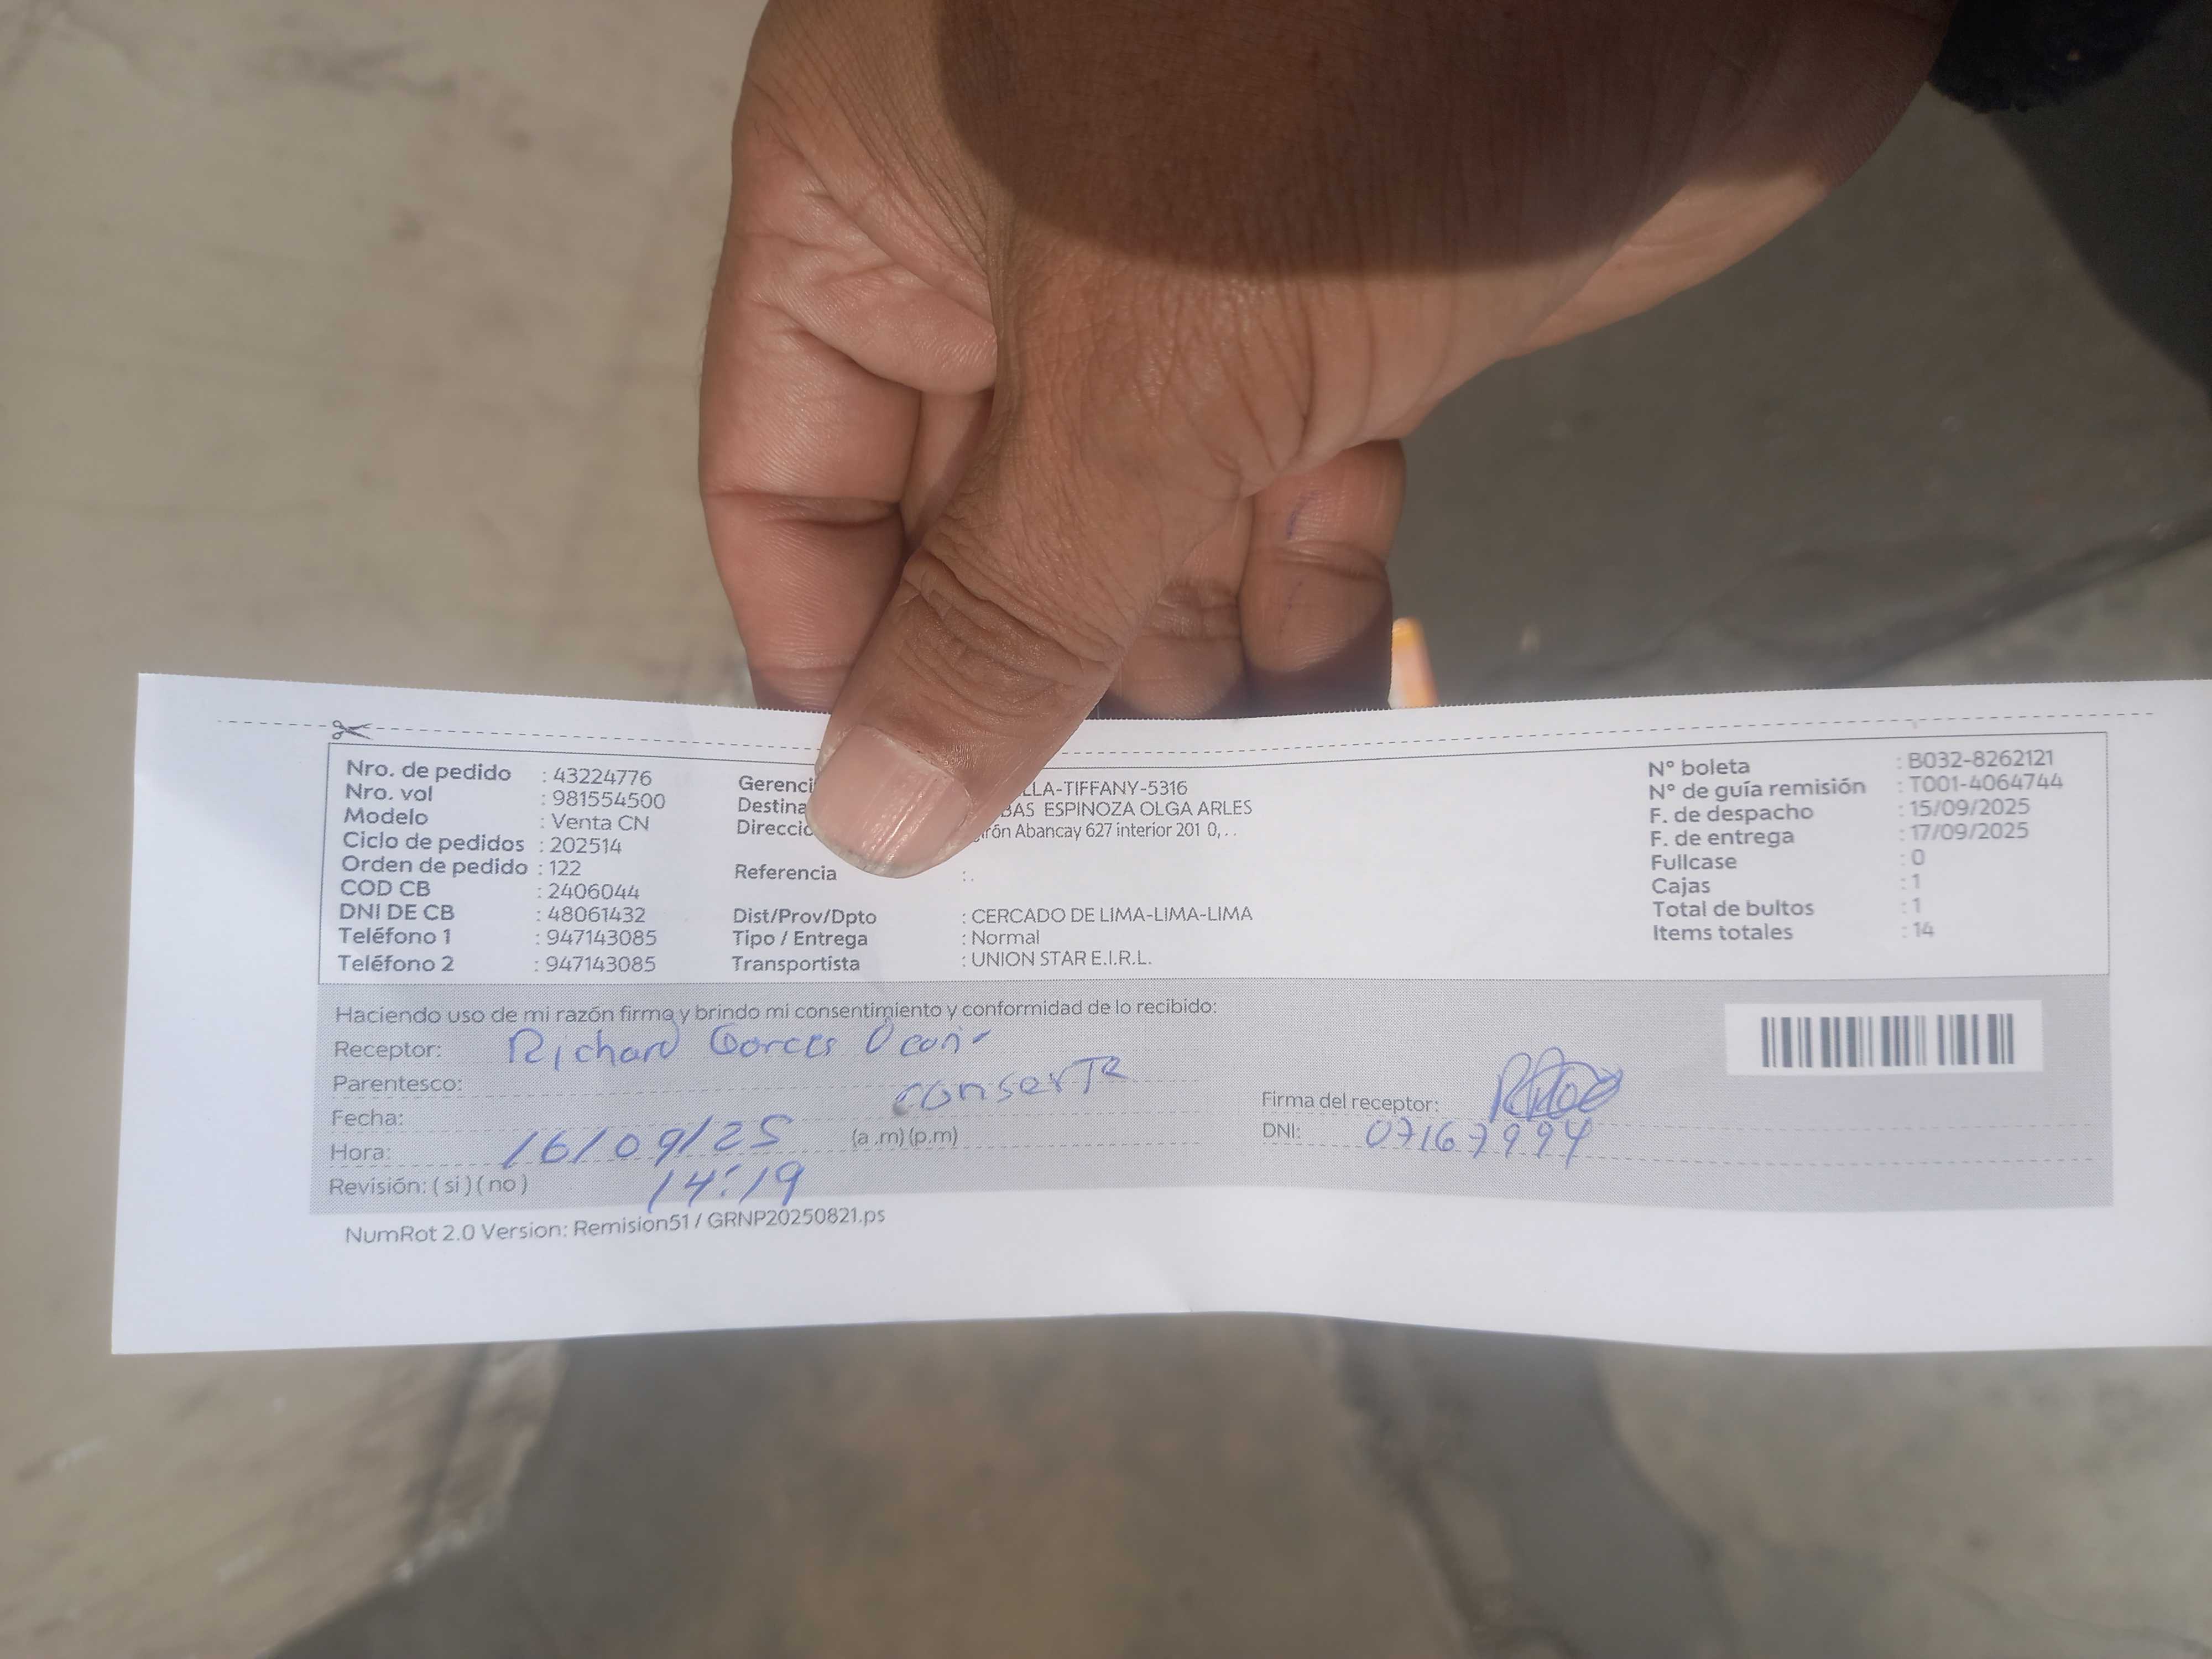 Nro. de pedido : 43224776
Nro. vol : 981554500
Modelo : Venta CN
Ciclo de pedidos : 202514
Orden de pedido : 122
COD CB : 2406044
DNI DE CB : 48061432
Teléfono 1 : 947143085
Teléfono 2 : 947143085
Gerenci LLA-TIFFANY-5316
Destina BAS ESPINOZA OLGA ARLES
Direcció irón Abancay 627 interior 201 0, . .
Referencia : .
Dist/Prov/Dpto : CERCADO DE LIMA-LIMA-LIMA
Tipo / Entrega : Normal
Transportista : UNION STAR E.I.R.L.
N° boleta : B032-8262121
N° de guía remisión : T001-4064744
F. de despacho : 15/09/2025
F. de entrega : 17/09/2025
Fullcase : 0
Cajas : 1
Total de bultos : 1
Items totales : 14
Haciendo uso de mi razón firmo y brindo mi consentimiento y conformidad de lo recibido:
Receptor: Richard Garces
Parentesco:
Fecha: 16/09/25
Hora: 14:19 (a .m) (p.m)
Revisión: ( si ) ( no )
Firma del receptor:
DNI: 07167994
NumRot 2.0 Version: Remision51 / GRNP20250821.ps